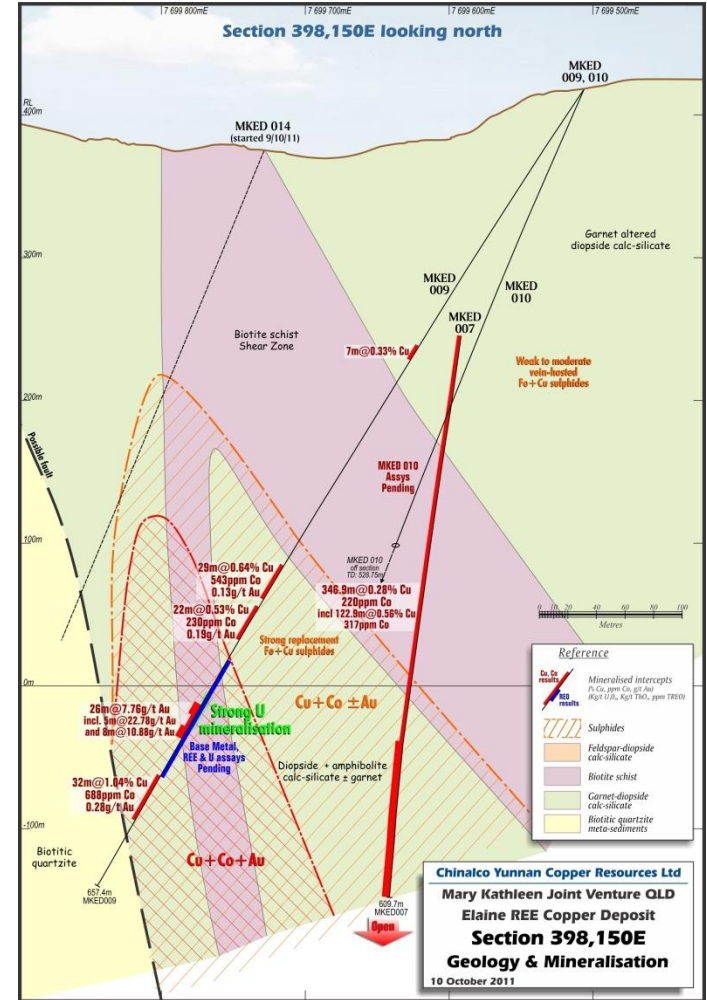 7 699 800mE
7 699 700mE
7 699 600mE
7 699 500mE
Section 398,150E looking north
MKED
009, 010
RL
400m
MKED 014
(started 9/10/11)
Garnet altered
diopside calc-silicate
300m
MKED
009
MKED
010
MKED
007
Biotite schist
Shear Zone
7m@0.33% Cu
Weak to moderate
vein-hosted
Fe+Cu sulphides
200m
Possible fault
MKED 010
Assys
Pending
100m
MKED 010
off section
TD: 528.75m
29m@0.64% Cu
543ppm Co
0.13g/t Au
346.9m@0.28% Cu
220ppm Co
incl 122.9m@0.56% Cu
317ppm Co
22m@0.53% Cu
230ppm Co
0.19g/t Au
Strong replacement
Fe+Cu sulphides
0 10 20 30 40 60 80 100
Metres
0m
Cu+Co ±Au
26m@7.76g/t Au
incl. 5m@22.78g/t Au
and 8m@10.88g/t Au
Strong U
mineralisation
Base Metal,
REE & U assays
Pending
Diopside + amphibolite
calc-silicate ± garnet
32m@1.04% Cu
688ppm Co
0.28g/t Au
-100m
Biotitic
quartzite
Cu+Co+Au
657.4m
MKED009
609.7m
MKED007
Open
Reference
Cu, Co
results
REO
results
Mineralised intercepts
(% Cu, ppm Co, g/t Au)
(Kg/t U₃O₈, Kg/t ThO₂, ppm TREO)
Sulphides
Feldspar-diopside
calc-silicate
Biotite schist
Garnet-diopside
calc-silicate
Biotitic quartzite
meta-sediments
Chinalco Yunnan Copper Resources Ltd
Mary Kathleen Joint Venture QLD
Elaine REE Copper Deposit
Section 398,150E
Geology & Mineralisation
10 October 2011